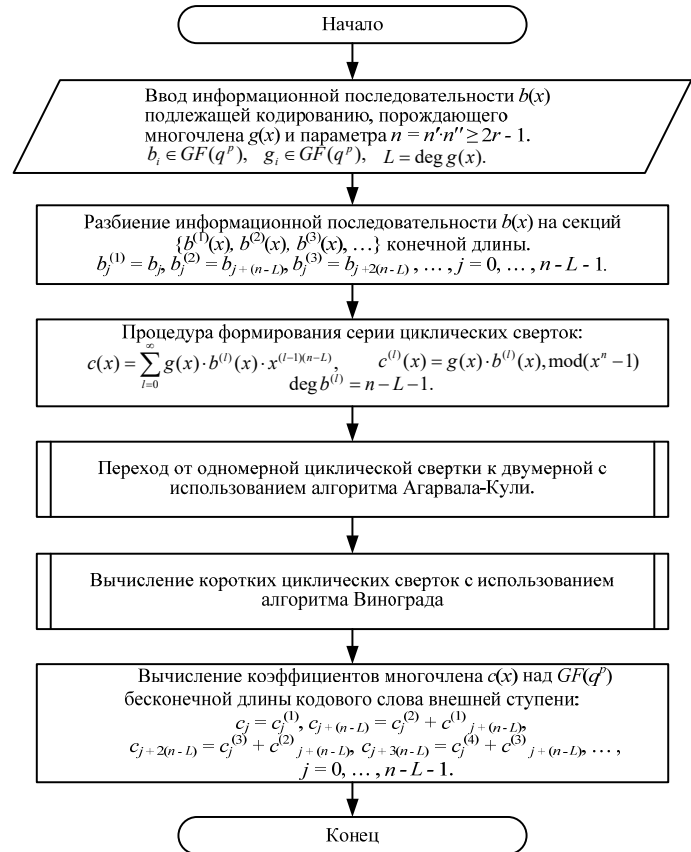 Начало
Ввод информационной последовательности b(x)
подлежащей кодированию, порождающего
многочлена g(x) и параметра n = n′·n″ ≥ 2r - 1.
b_i ∈ GF(q^p), g_i ∈ GF(q^p), L = deg g(x).
Разбиение информационной последовательности b(x) на секций
{b^(1)(x), b^(2)(x), b^(3)(x), …} конечной длины.
b_j^(1) = b_j, b_j^(2) = b_{j+(n-L)}, b_j^(3) = b_{j+2(n-L)}, … , j = 0, … , n - L - 1.
Процедура формирования серии циклических сверток:
c(x) = ∑_{l=0}^{∞} g(x) · b^(l)(x) · x^{(l-1)(n-L)}, c^(l)(x) = g(x) · b^(l)(x), mod(x^n − 1)
deg b^(l) = n − L − 1.
Переход от одномерной циклической свертки к двумерной с
использованием алгоритма Агарвала-Кули.
Вычисление коротких циклических сверток с использованием
алгоритма Винограда
Вычисление коэффициентов многочлена c(x) над GF(q^p)
бесконечной длины кодового слова внешней ступени:
c_j = c_j^(1), c_{j+(n-L)} = c_j^(2) + c^(1)_{j+(n-L)},
c_{j+2(n-L)} = c_j^(3) + c^(2)_{j+(n-L)}, c_{j+3(n-L)} = c_j^(4) + c^(3)_{j+(n-L)}, … ,
j = 0, … , n - L - 1.
Конец